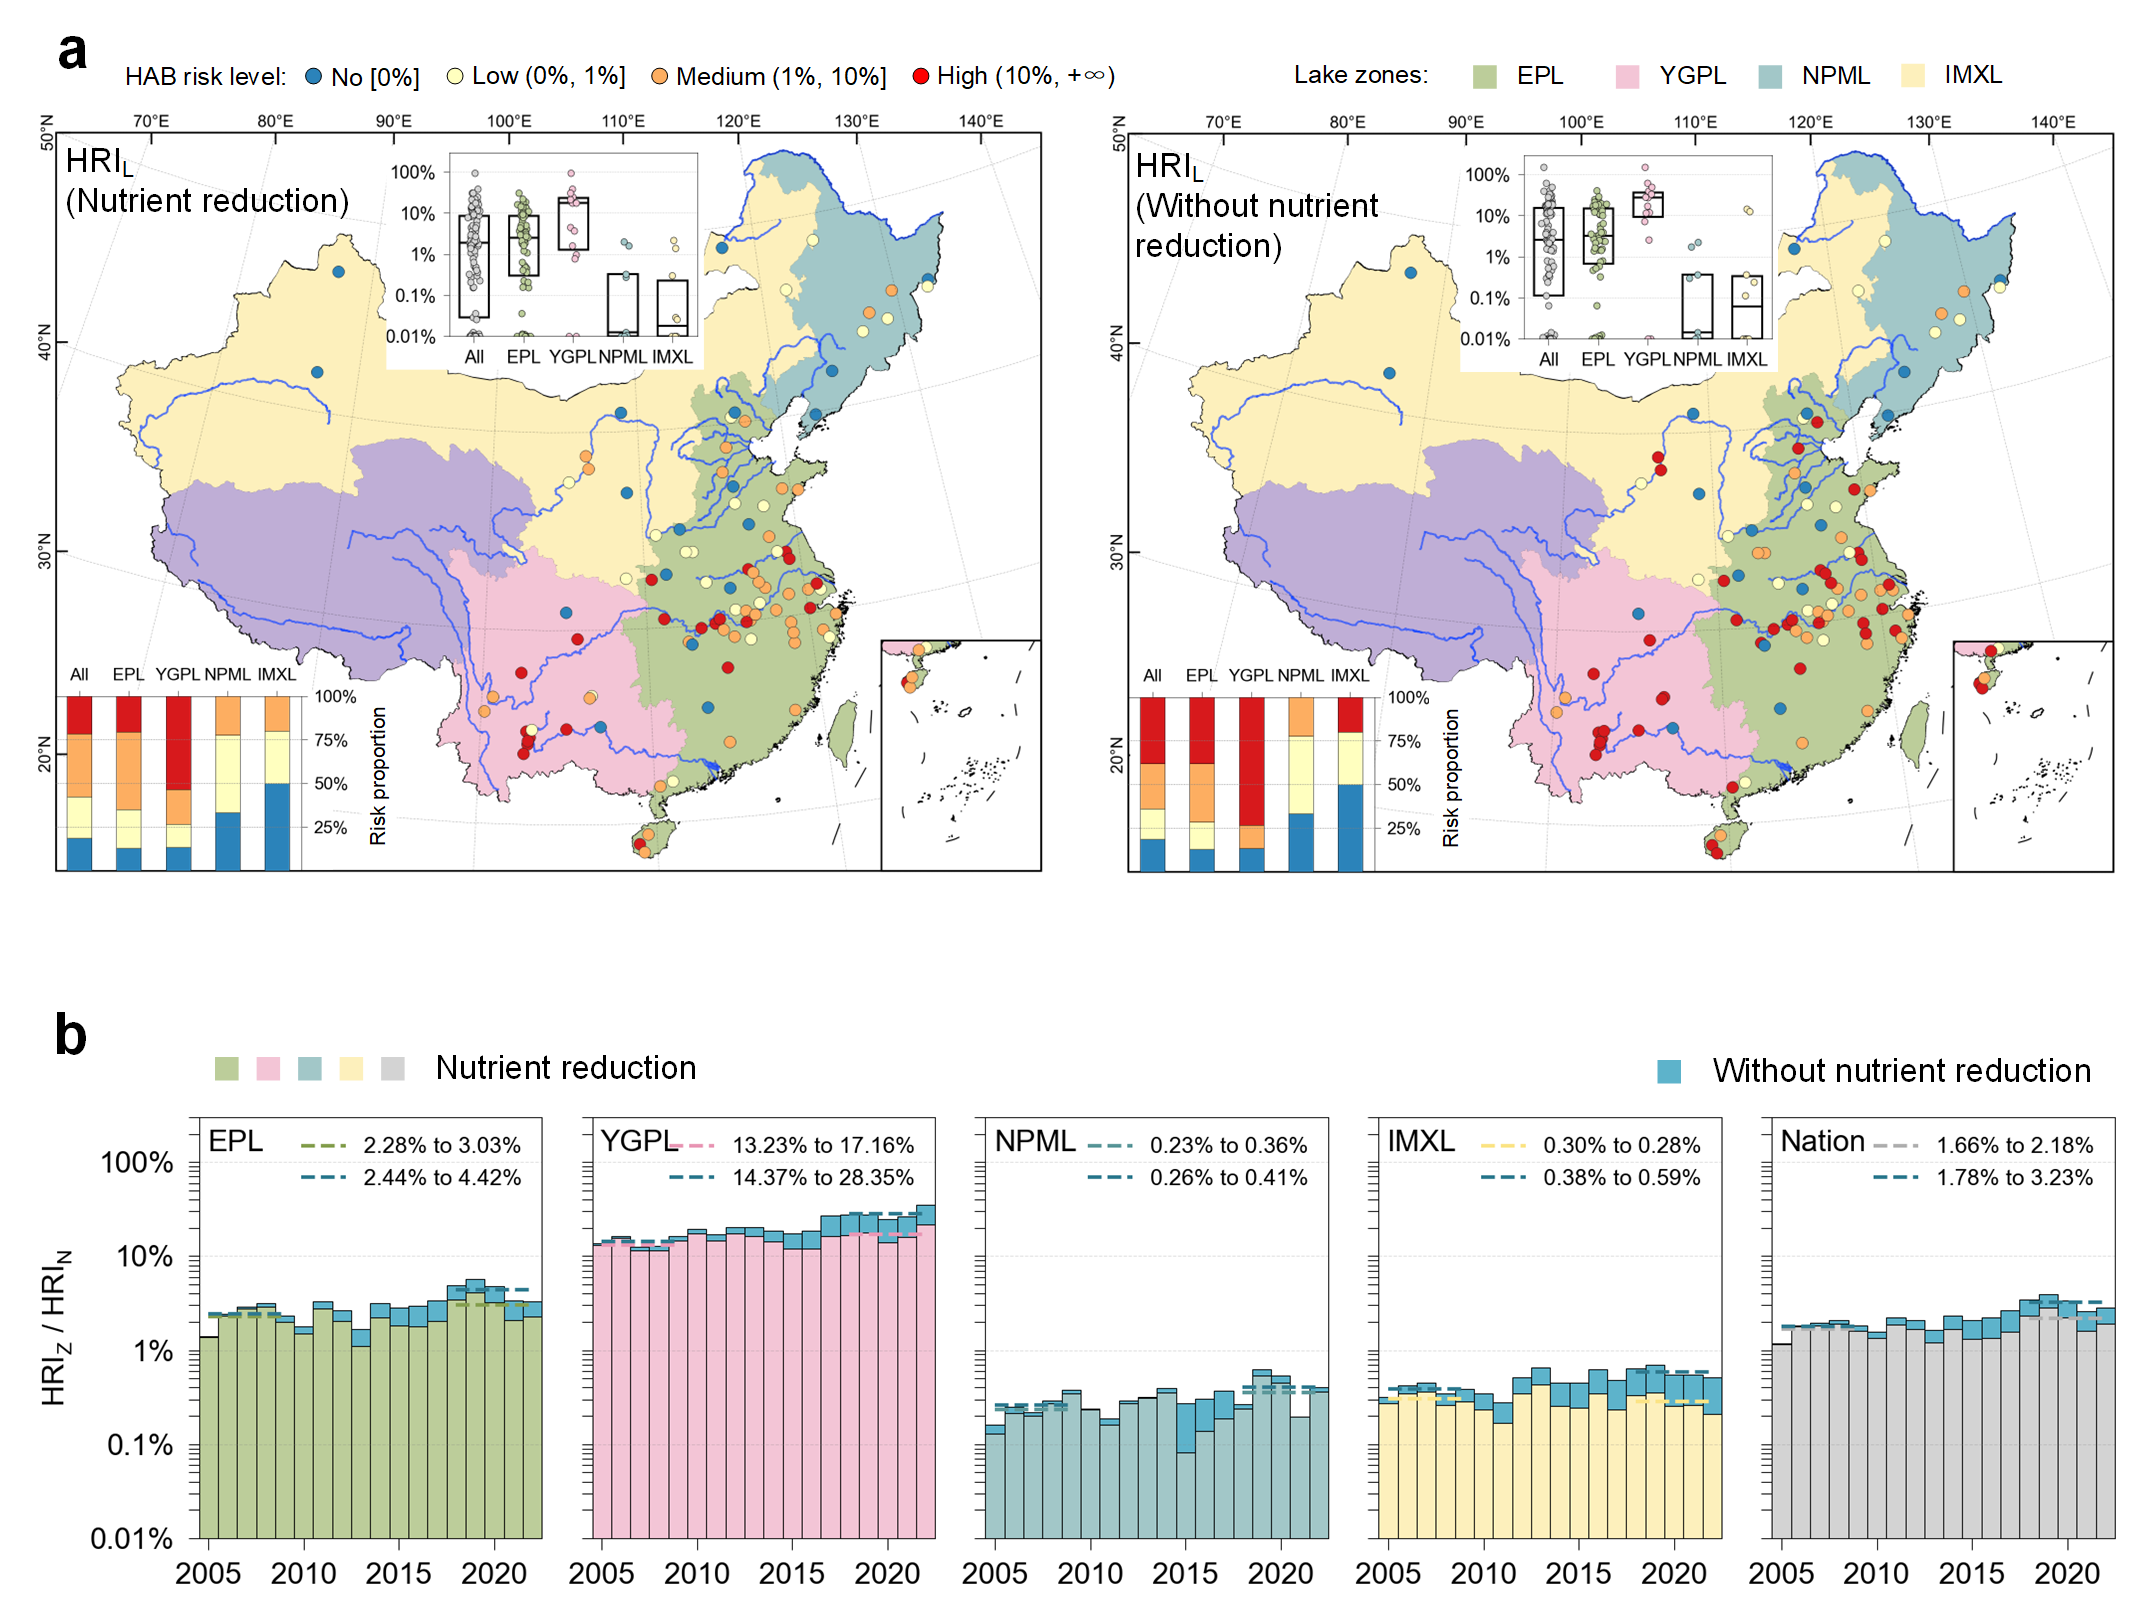 a
HAB risk level: No [0%] Low (0%, 1%] Medium (1%, 10%] High (10%, +∞)
Lake zones: EPL YGPL NPML IMXL
70°E 80°E 90°E 100°E 110°E 120°E 130°E 140°E
50°N
40°N
30°N
20°N
HRIL
(Nutrient reduction)
100%
10%
1%
0.1%
0.01%
All EPL YGPL NPML IMXL
All EPL YGPL NPML IMXL
100%
75%
50%
25%
Risk proportion
70°E 80°E 90°E 100°E 110°E 120°E 130°E 140°E
50°N
40°N
30°N
20°N
HRIL
(Without nutrient
reduction)
100%
10%
1%
0.1%
0.01%
All EPL YGPL NPML IMXL
All EPL YGPL NPML IMXL
100%
75%
50%
25%
Risk proportion
b
Nutrient reduction
Without nutrient reduction
HRIZ / HRIN
100%
10%
1%
0.1%
0.01%
EPL 2.28% to 3.03%
2.44% to 4.42%
2005 2010 2015 2020
YGPL 13.23% to 17.16%
14.37% to 28.35%
2005 2010 2015 2020
NPML 0.23% to 0.36%
0.26% to 0.41%
2005 2010 2015 2020
IMXL 0.30% to 0.28%
0.38% to 0.59%
2005 2010 2015 2020
Nation 1.66% to 2.18%
1.78% to 3.23%
2005 2010 2015 2020